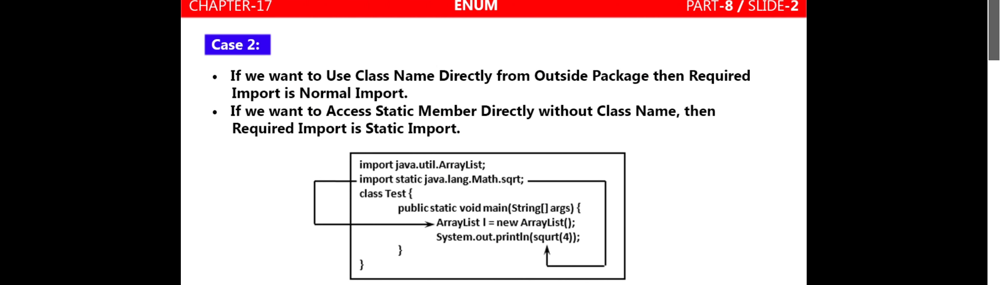 CHAPTER-17 ENUM PART-8 / SLIDE-2
Case 2:
• If we want to Use Class Name Directly from Outside Package then Required
Import is Normal Import.
• If we want to Access Static Member Directly without Class Name, then
Required Import is Static Import.
import java.util.ArrayList;
import static java.lang.Math.sqrt;
class Test {
public static void main(String[] args) {
ArrayList l = new ArrayList();
System.out.println(squrt(4));
}
}